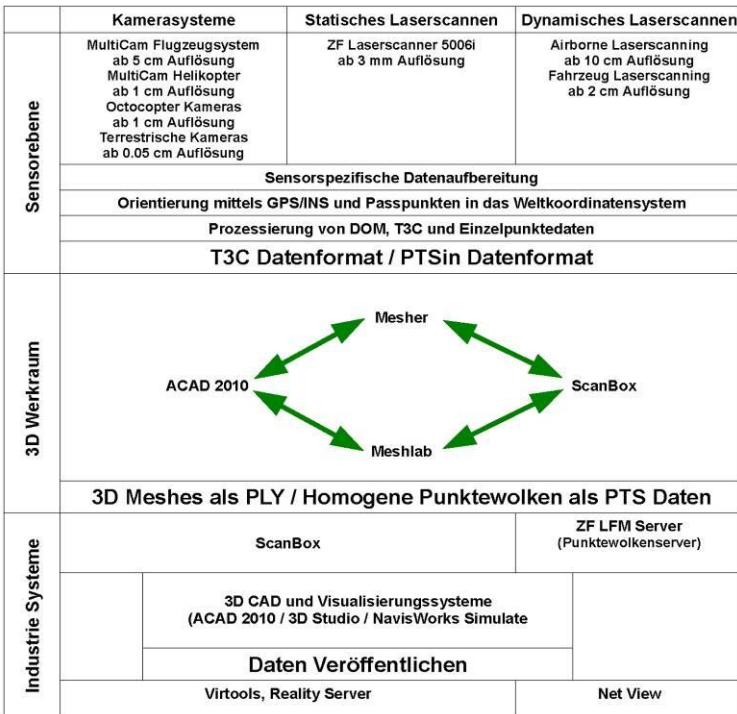 Kamerasysteme
Statisches Laserscannen
Dynamisches Laserscannen
Sensorebene
MultiCam Flugzeugsystem
ab 5 cm Auflösung
MultiCam Helikopter
ab 1 cm Auflösung
Octocopter Kameras
ab 1 cm Auflösung
Terrestrische Kameras
ab 0.05 cm Auflösung
ZF Laserscanner 5006i
ab 3 mm Auflösung
Airborne Laserscanning
ab 10 cm Auflösung
Fahrzeug Laserscanning
ab 2 cm Auflösung
Sensorspezifische Datenaufbereitung
Orientierung mittels GPS/INS und Passpunkten in das Weltkoordinatensystem
Prozessierung von DOM, T3C und Einzelpunktedaten
T3C Datenformat / PTSin Datenformat
3D Werkraum
Mesher
ACAD 2010
ScanBox
Meshlab
3D Meshes als PLY / Homogene Punktewolken als PTS Daten
Industrie Systeme
ScanBox
ZF LFM Server
(Punktewolkenserver)
3D CAD und Visualisierungssysteme
(ACAD 2010 / 3D Studio / NavisWorks Simulate
Daten Veröffentlichen
Virtools, Reality Server
Net View